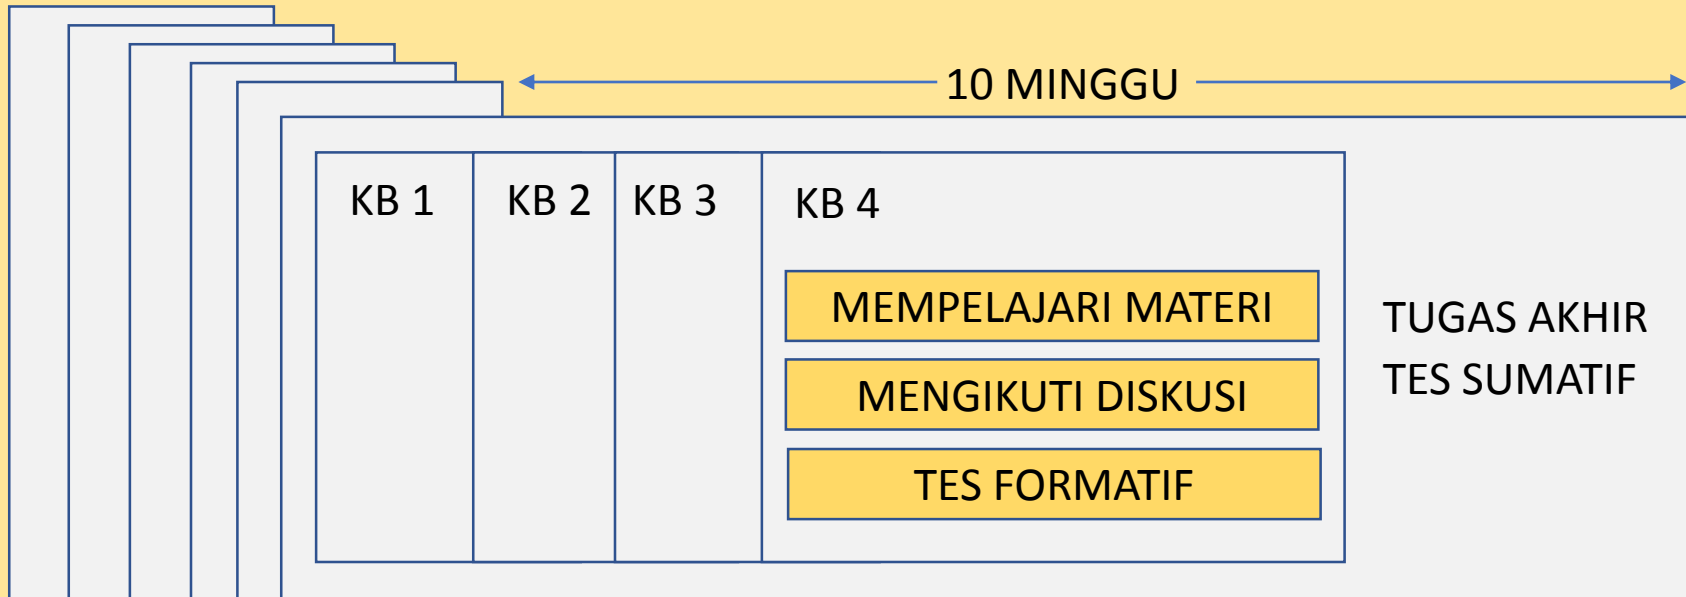 10 MINGGU
KB 1
KB 2
KB 3
KB 4
MEMPELAJARI MATERI
MENGIKUTI DISKUSI
TES FORMATIF
TUGAS AKHIR
TES SUMATIF